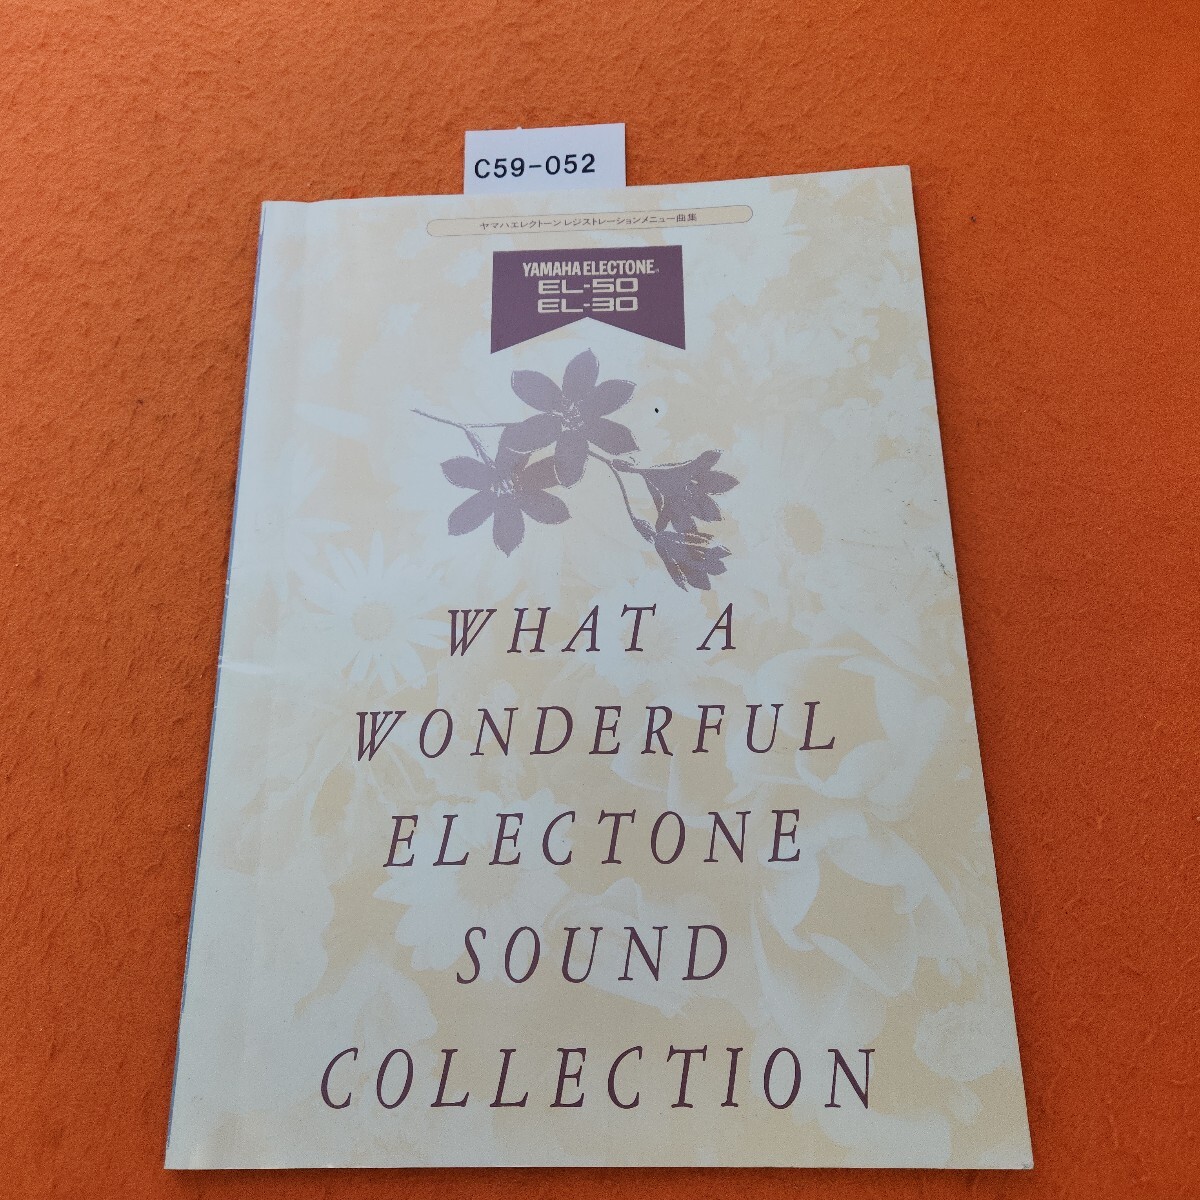 C59-052
ヤマハエレクトーンレジストレーションメニュー曲集
YAMAHA ELECTONE®
EL-50
EL-30
WHAT A
WONDERFUL
ELECTONE
SOUND
COLLECTION